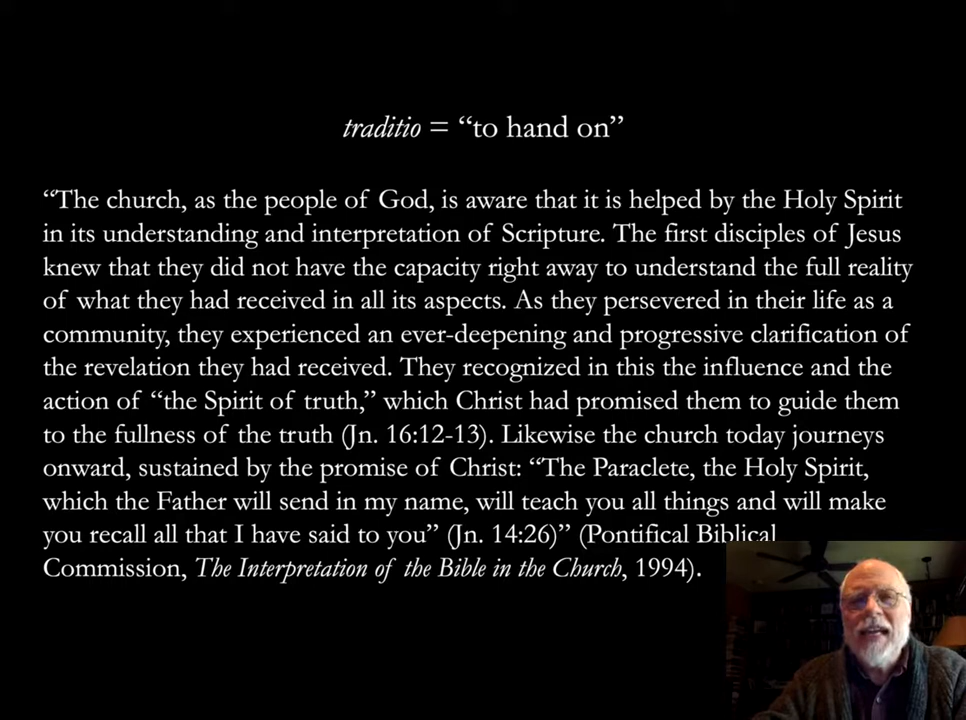 traditio = “to hand on”
“The church, as the people of God, is aware that it is helped by the Holy Spirit
in its understanding and interpretation of Scripture. The first disciples of Jesus
knew that they did not have the capacity right away to understand the full reality
of what they had received in all its aspects. As they persevered in their life as a
community, they experienced an ever-deepening and progressive clarification of
the revelation they had received. They recognized in this the influence and the
action of “the Spirit of truth,” which Christ had promised them to guide them
to the fullness of the truth (Jn. 16:12-13). Likewise the church today journeys
onward, sustained by the promise of Christ: “The Paraclete, the Holy Spirit,
which the Father will send in my name, will teach you all things and will make
you recall all that I have said to you” (Jn. 14:26)” (Pontifical Biblical
Commission, The Interpretation of the Bible in the Church, 1994).